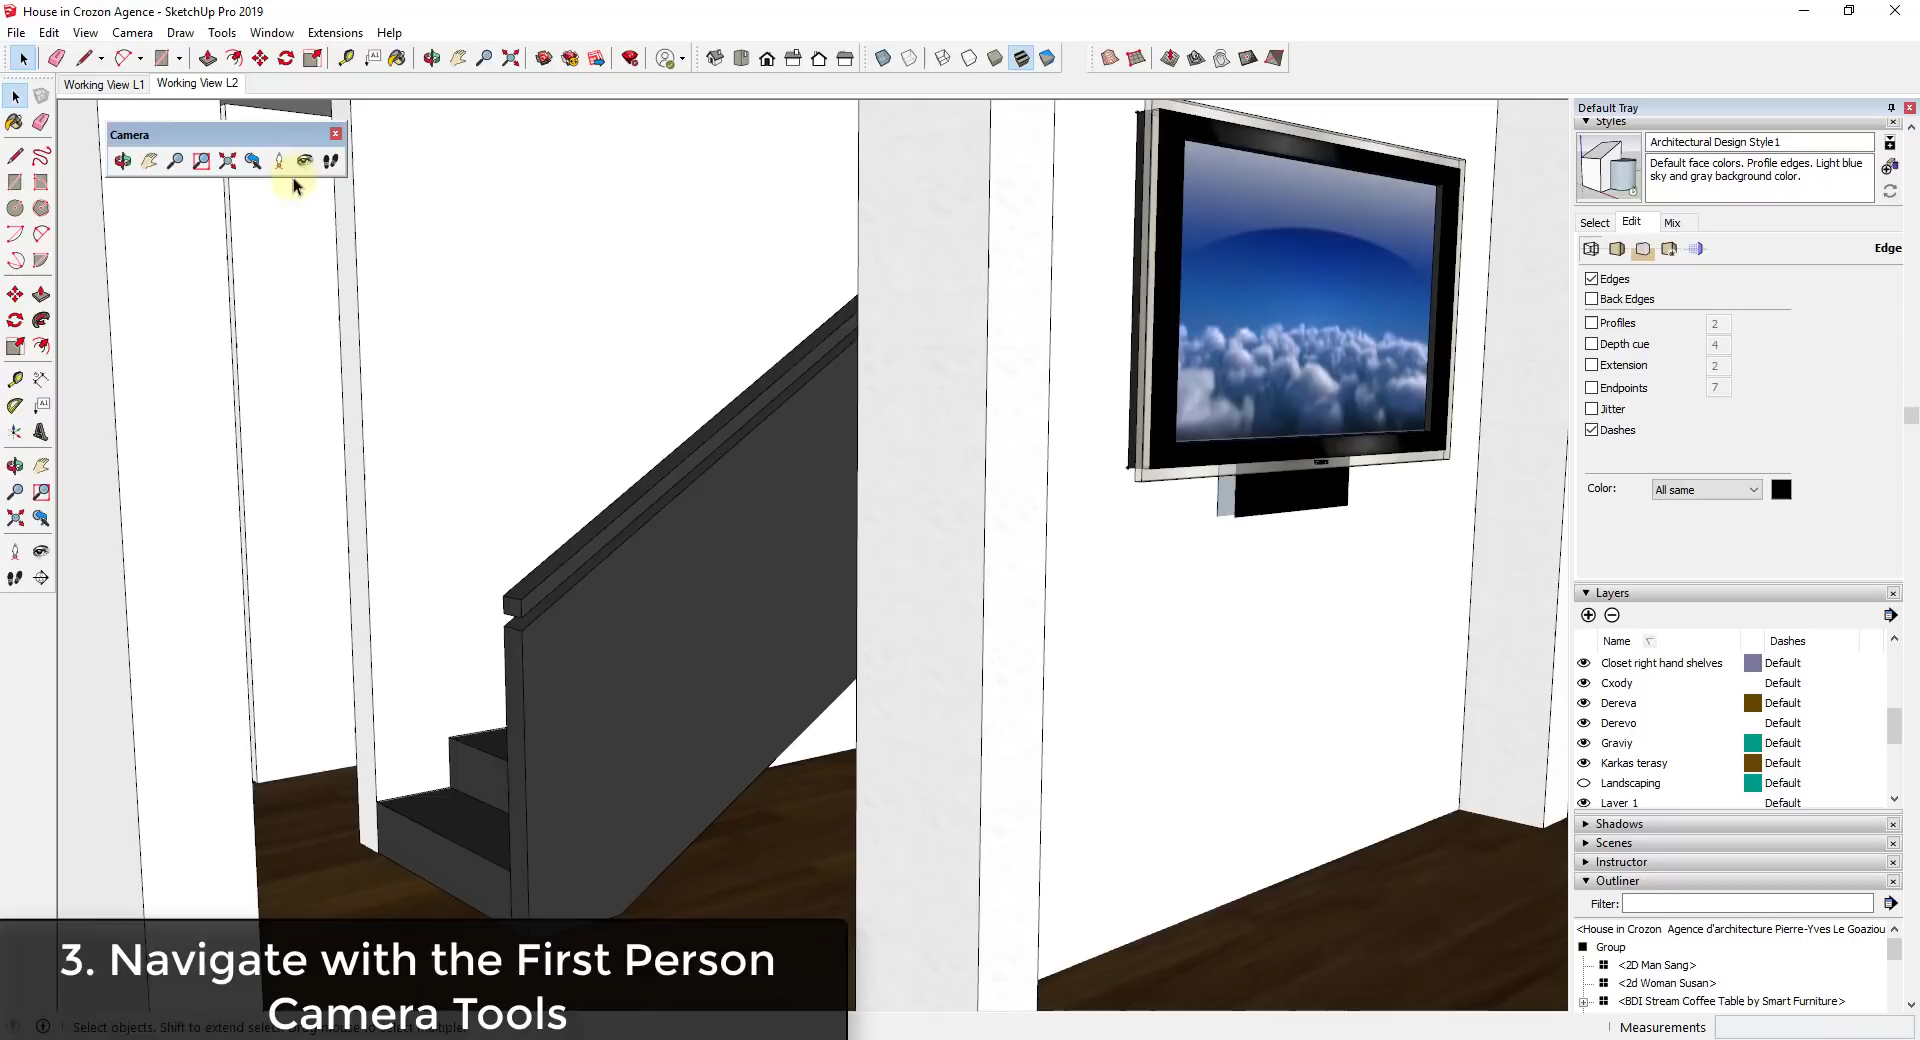 House in Crozon Agence - SketchUp Pro 2019
File Edit View Camera Draw Tools Window Extensions Help
Working View L1 Working View L2
Camera
Default Tray
Styles
Architectural Design Style1
Default face colors. Profile edges. Light blue
sky and gray background color.
Select Edit Mix
Edge
Edges
Back Edges
Profiles 2
Depth cue 4
Extension 2
Endpoints 7
Jitter
Dashes
Color: All same
Layers
Name Dashes
Closet right hand shelves Default
Cxody Default
Dereva Default
Derevo Default
Graviy Default
Karkas terasy Default
Landscaping Default
Layer 1 Default
Shadows
Scenes
Instructor
Outliner
Filter:
<House in Crozon Agence d'architecture Pierre-Yves Le Goaziou
Group
<2D Man Sang>
<2d Woman Susan>
<BDI Stream Coffee Table by Smart Furniture>
3. Navigate with the First Person
Camera Tools
Select objects. Shift to extend select. Drag mouse to select multiple.
Measurements